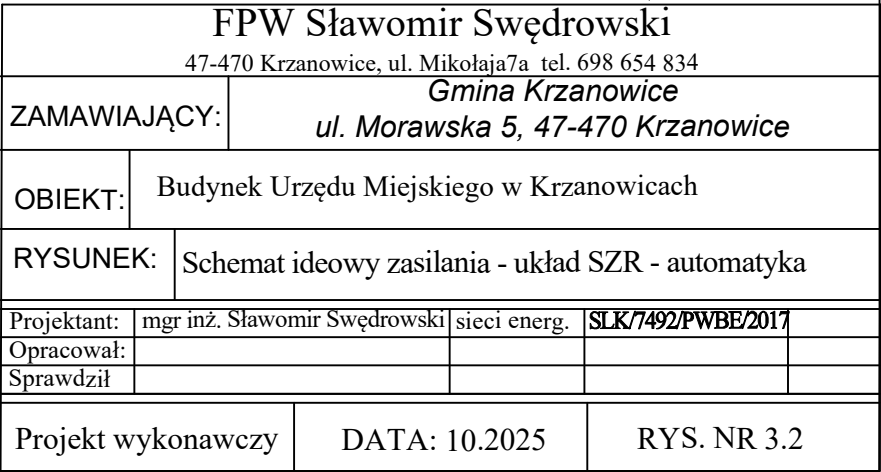 FPW Sławomir Swędrowski
47-470 Krzanowice, ul. Mikołaja7a tel. 698 654 834
ZAMAWIAJĄCY:
Gmina Krzanowice
ul. Morawska 5, 47-470 Krzanowice
OBIEKT:
Budynek Urzędu Miejskiego w Krzanowicach
RYSUNEK:
Schemat ideowy zasilania - układ SZR - automatyka
Projektant: mgr inż. Sławomir Swędrowski sieci energ. SLK/7492/PWBE/2017
Opracował:
Sprawdził
Projekt wykonawczy DATA: 10.2025 RYS. NR 3.2